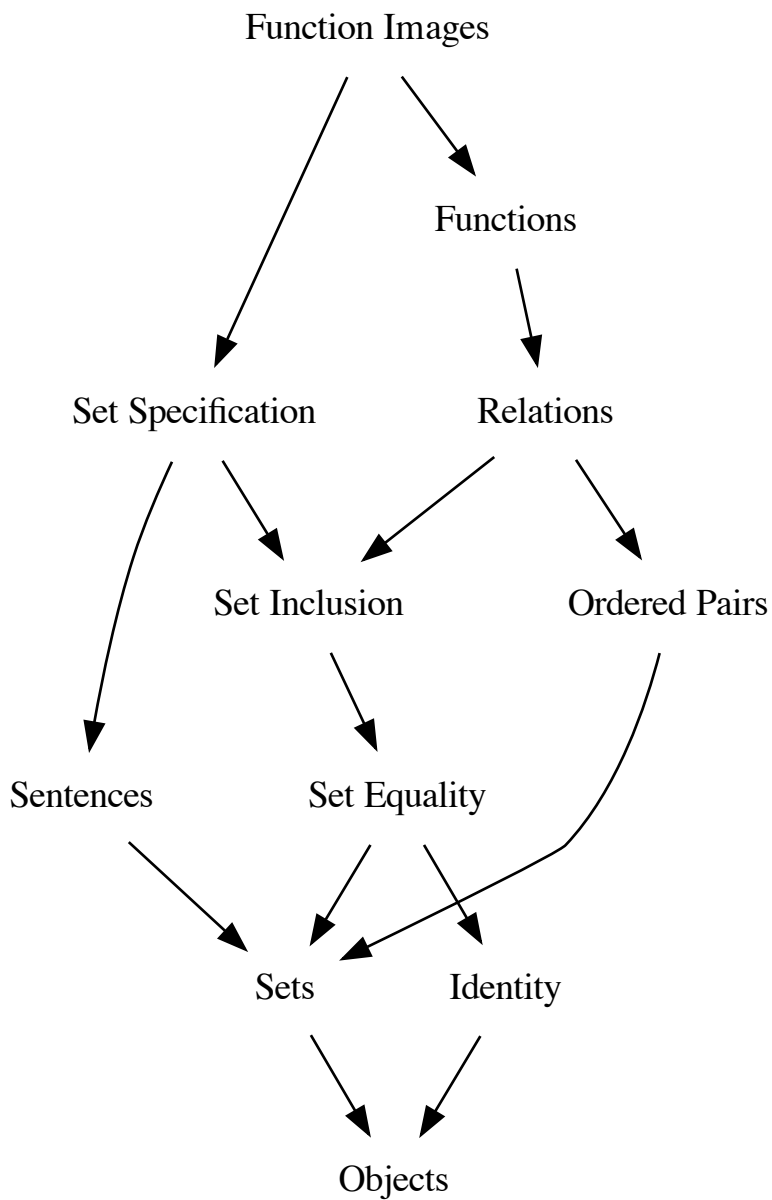 Function Images
Functions
Set Specification
Relations
Set Inclusion
Ordered Pairs
Sentences
Set Equality
Sets
Identity
Objects